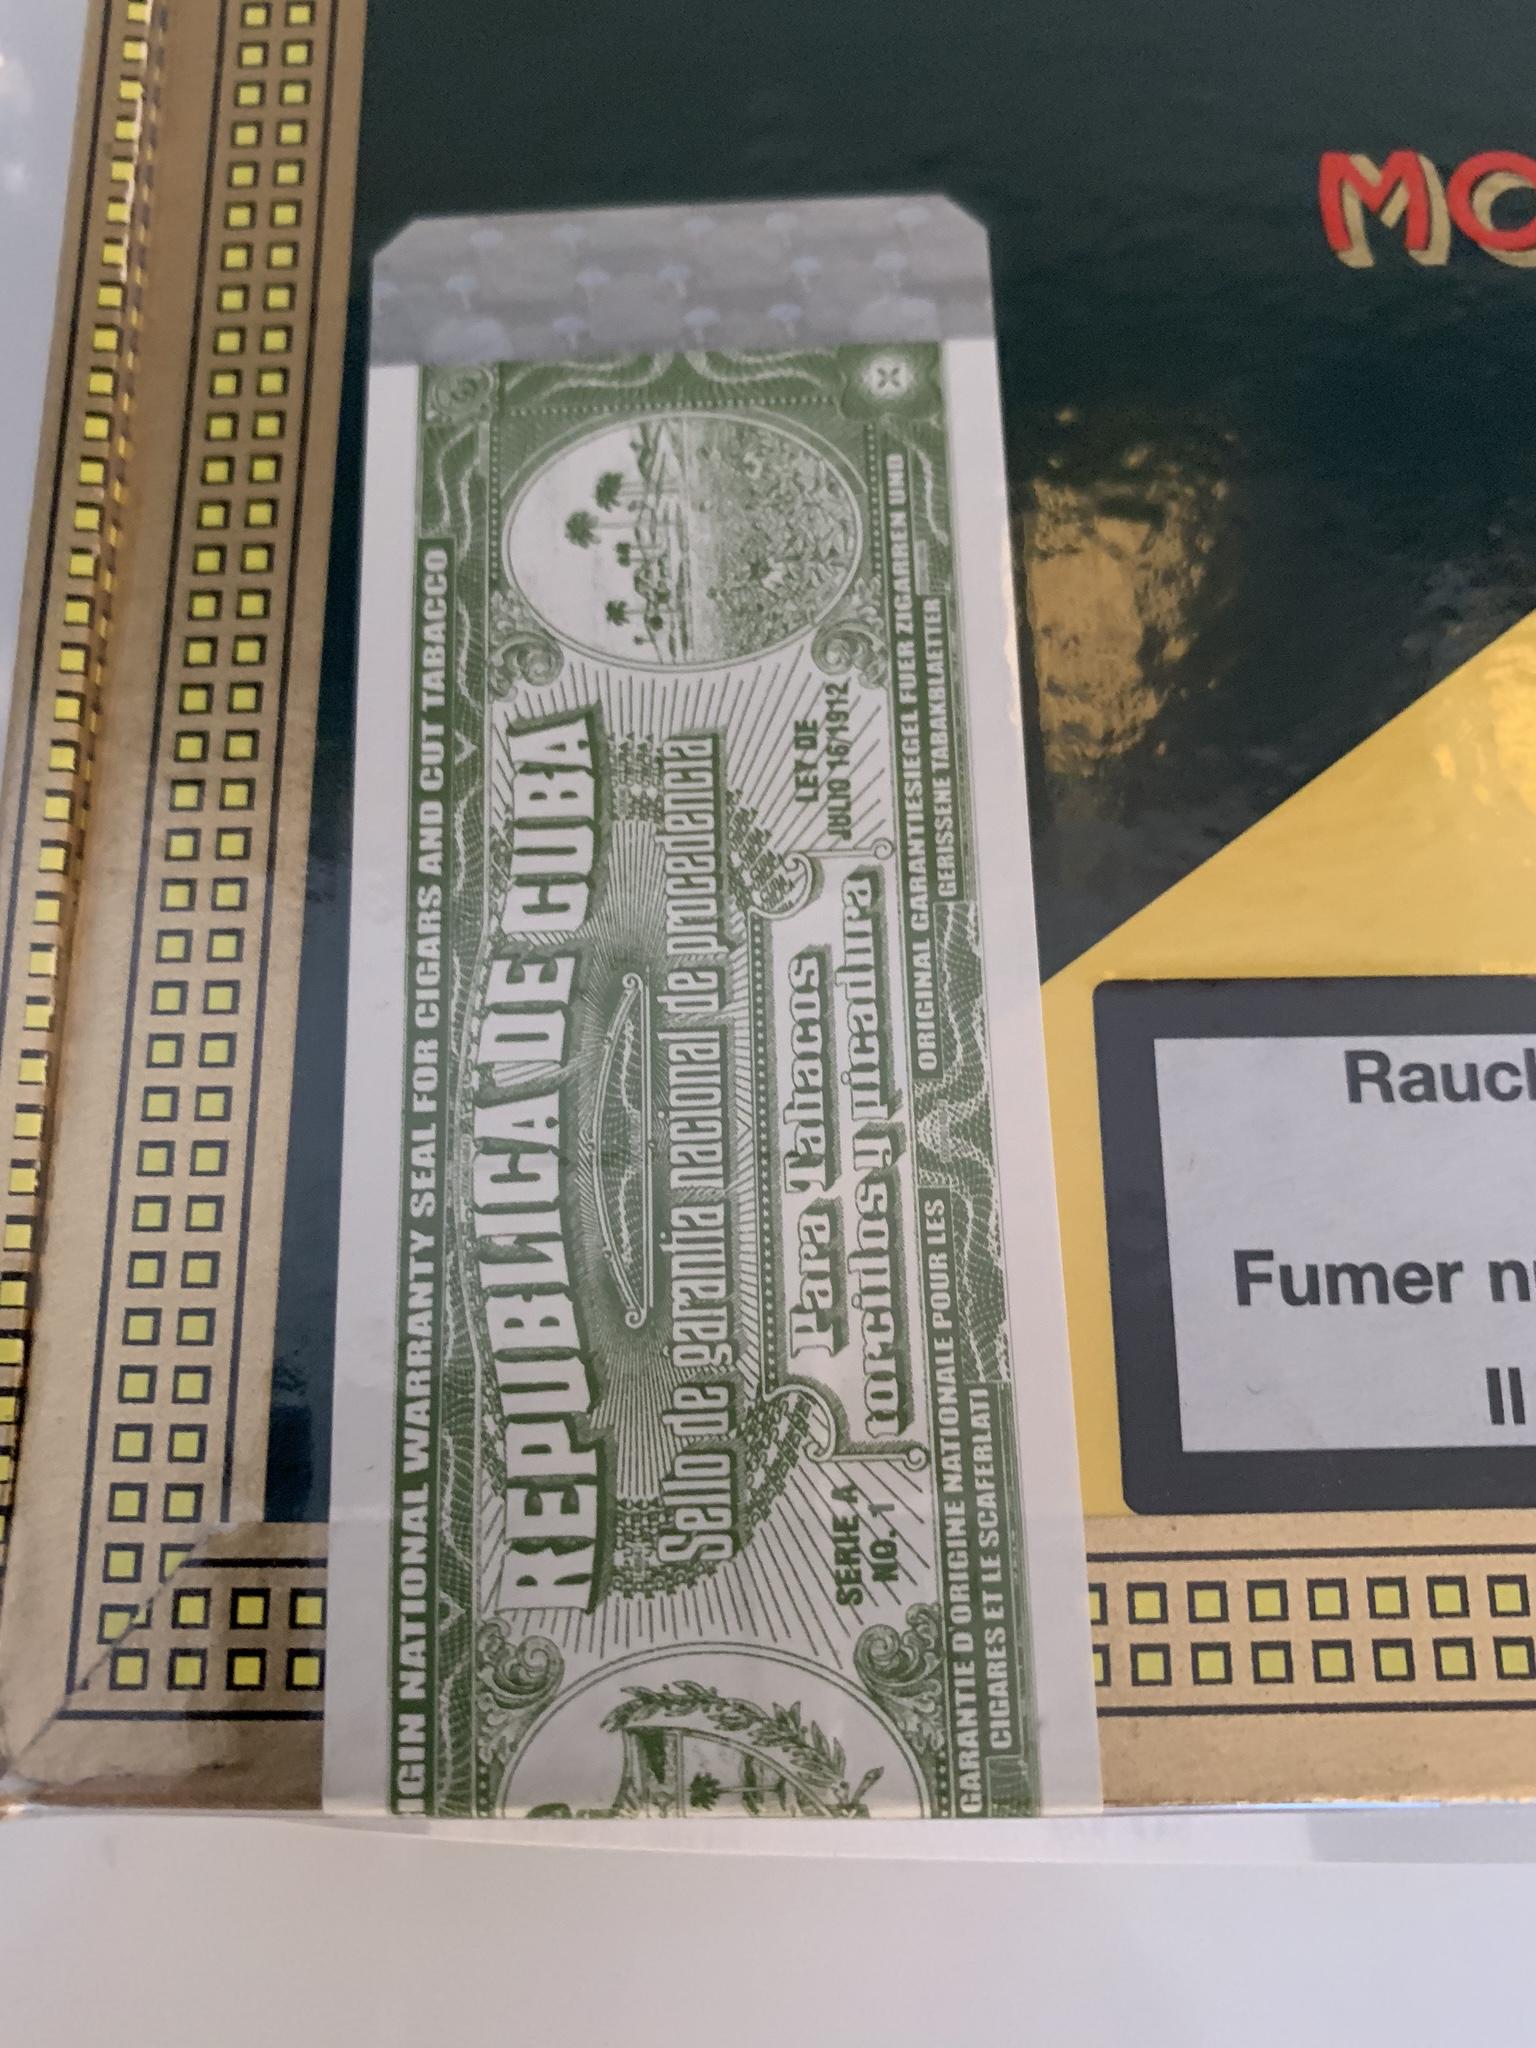 MO
IGIN NATIONAL WARRANTY SEAL FOR CIGARS AND CUT TABACCO
REPUBLICA DE CUBA
Sello de garantia nacional de procedencia
SERIE A
NO. 1
Para Tabacos
torcidos y picadura
LEY DE
JULIO 16/1912
GARANTIE D'ORIGINE NATIONALE POUR LES
CIGARES ET LE SCAFERLATI
ORIGINAL GARANTIESIEGEL FUER ZIGARREN UND
GERISSENE TABAKBLAETTER
Rauch
Fumer nu
Il